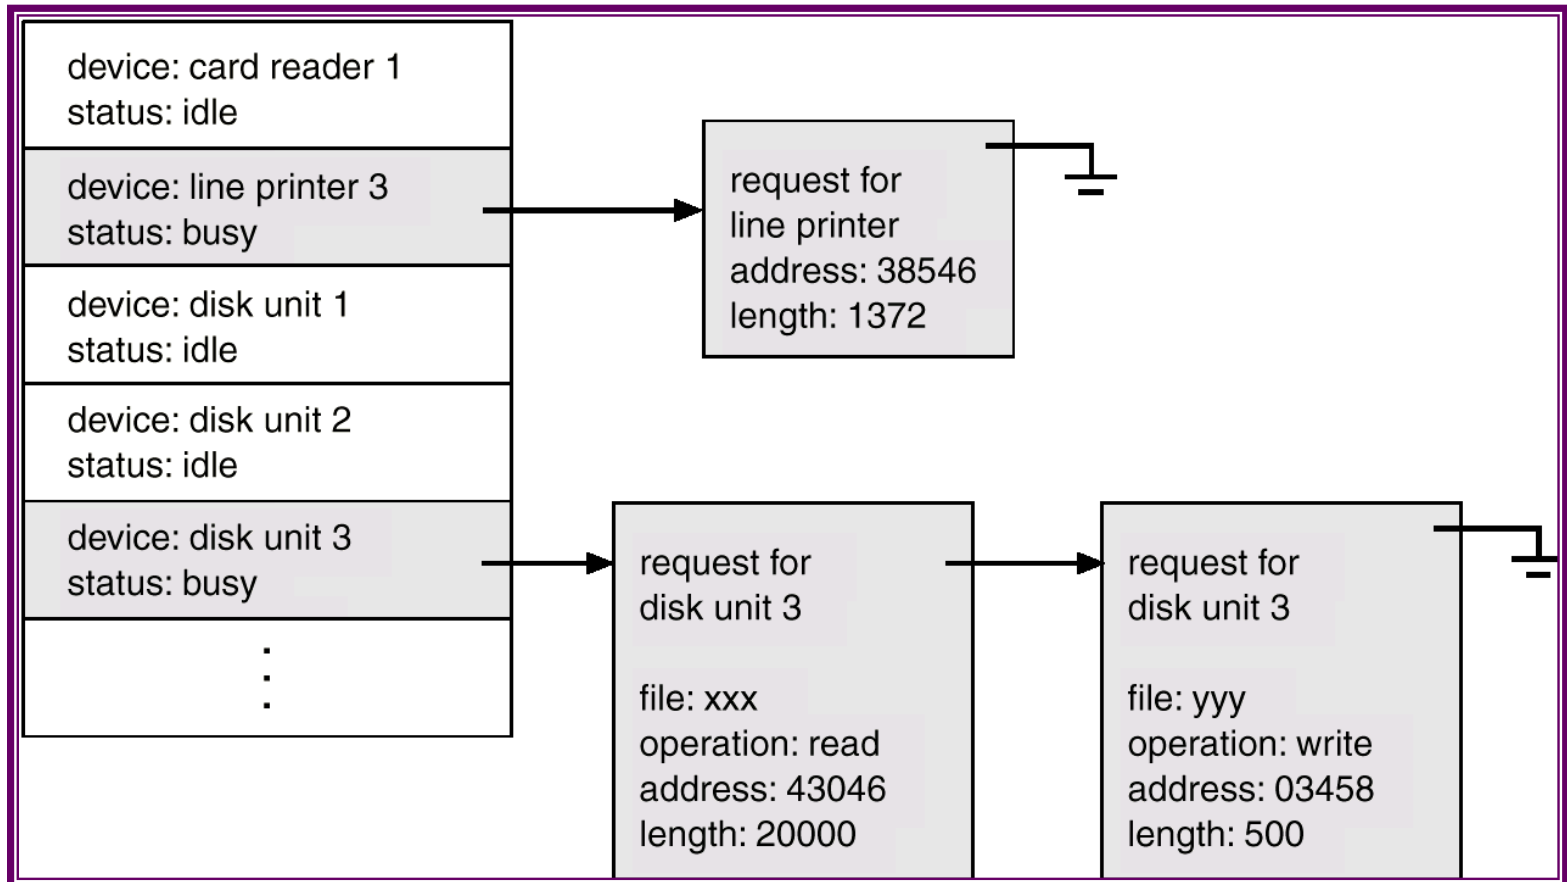 device: card reader 1
status: idle
device: line printer 3
status: busy
device: disk unit 1
status: idle
device: disk unit 2
status: idle
device: disk unit 3
status: busy
request for
line printer
address: 38546
length: 1372
request for
disk unit 3
file: xxx
operation: read
address: 43046
length: 20000
request for
disk unit 3
file: yyy
operation: write
address: 03458
length: 500